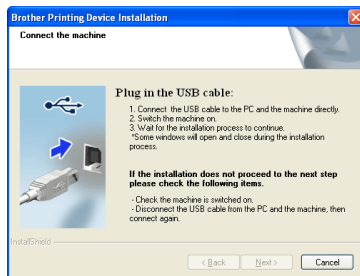 Brother Printing Device Installation
Connect the machine
Plug in the USB cable:
1. Connect the USB cable to the PC and the machine directly.
2. Switch the machine on.
3. Wait for the installation process to continue.
*Some windows will open and close during the installation
process.
If the installation does not proceed to the next step
please check the following items.
- Check the machine is switched on.
- Disconnect the USB cable from the PC and the machine, then
connect again.
InstallShield
< Back
Next >
Cancel